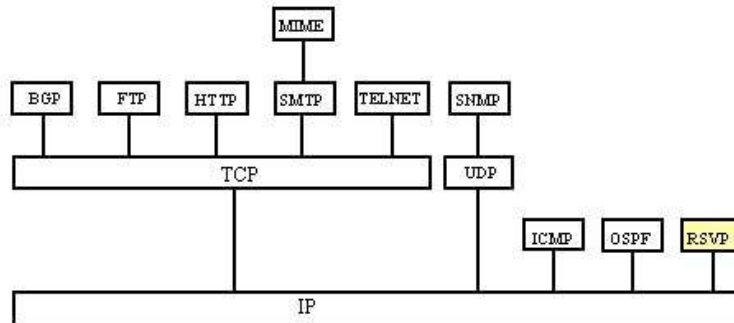 MIME
BGP FTP HTTP SMTP TELNET SNMP
TCP UDP
ICMP OSPF RSVP
IP